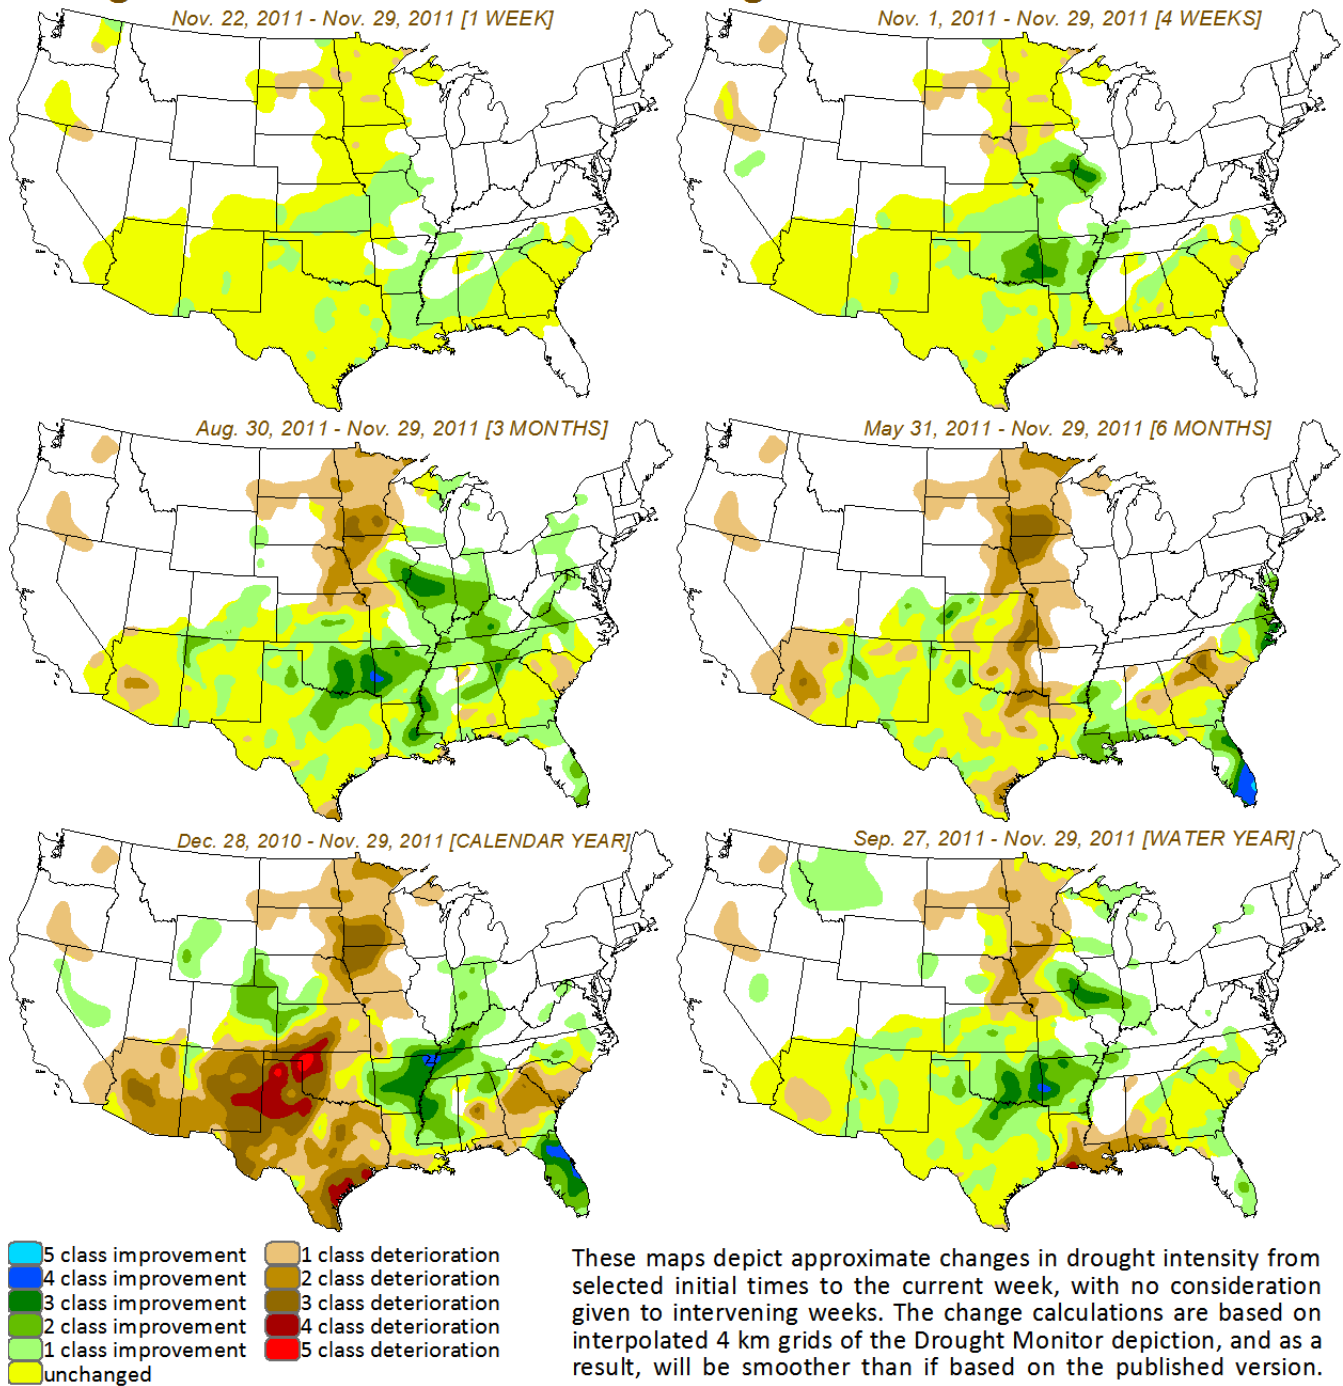 Nov. 22, 2011 - Nov. 29, 2011 [1 WEEK]
Nov. 1, 2011 - Nov. 29, 2011 [4 WEEKS]
Aug. 30, 2011 - Nov. 29, 2011 [3 MONTHS]
May 31, 2011 - Nov. 29, 2011 [6 MONTHS]
Dec. 28, 2010 - Nov. 29, 2011 [CALENDAR YEAR]
Sep. 27, 2011 - Nov. 29, 2011 [WATER YEAR]
5 class improvement
4 class improvement
3 class improvement
2 class improvement
1 class improvement
unchanged
1 class deterioration
2 class deterioration
3 class deterioration
4 class deterioration
5 class deterioration
These maps depict approximate changes in drought intensity from
selected initial times to the current week, with no consideration
given to intervening weeks. The change calculations are based on
interpolated 4 km grids of the Drought Monitor depiction, and as a
result, will be smoother than if based on the published version.